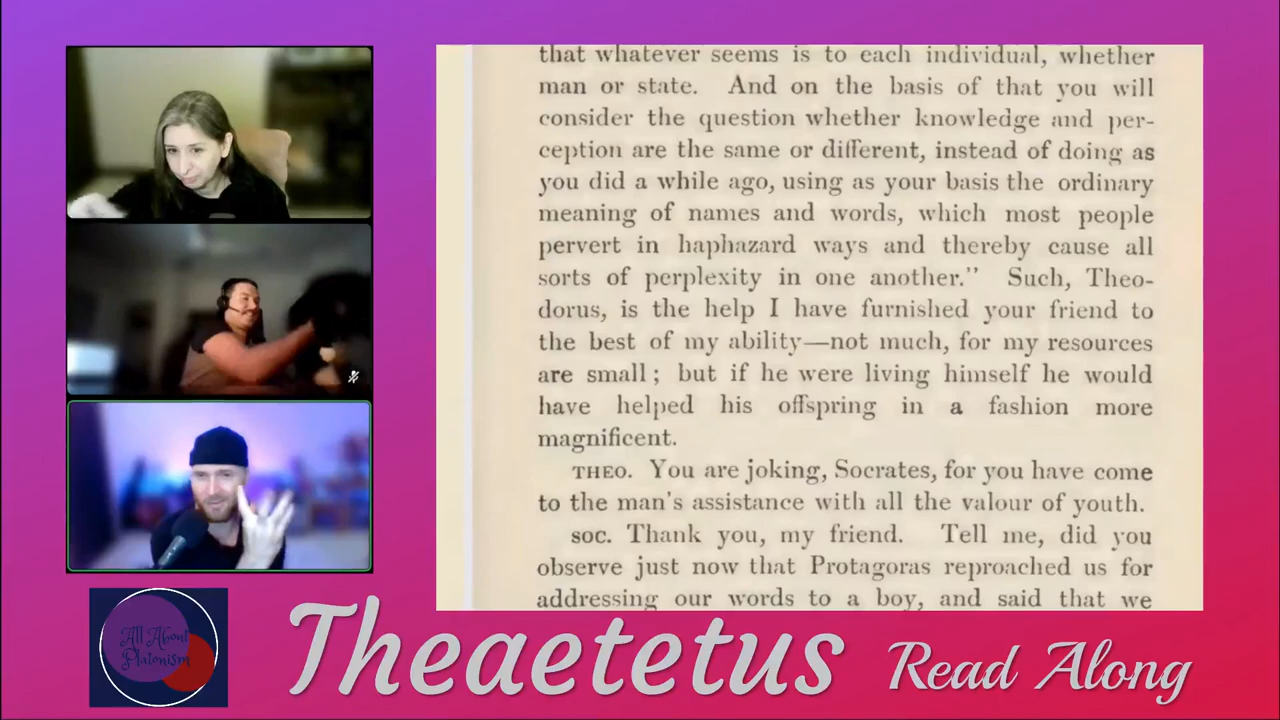 that whatever seems is to each individual, whether
man or state. And on the basis of that you will
consider the question whether knowledge and per-
ception are the same or different, instead of doing as
you did a while ago, using as your basis the ordinary
meaning of names and words, which most people
pervert in haphazard ways and thereby cause all
sorts of perplexity in one another.” Such, Theo-
dorus, is the help I have furnished your friend to
the best of my ability—not much, for my resources
are small; but if he were living himself he would
have helped his offspring in a fashion more
magnificent.
THEO. You are joking, Socrates, for you have come
to the man's assistance with all the valour of youth.
SOC. Thank you, my friend. Tell me, did you
observe just now that Protagoras reproached us for
addressing our words to a boy, and said that we
All About
Platonism
Theaetetus Read Along